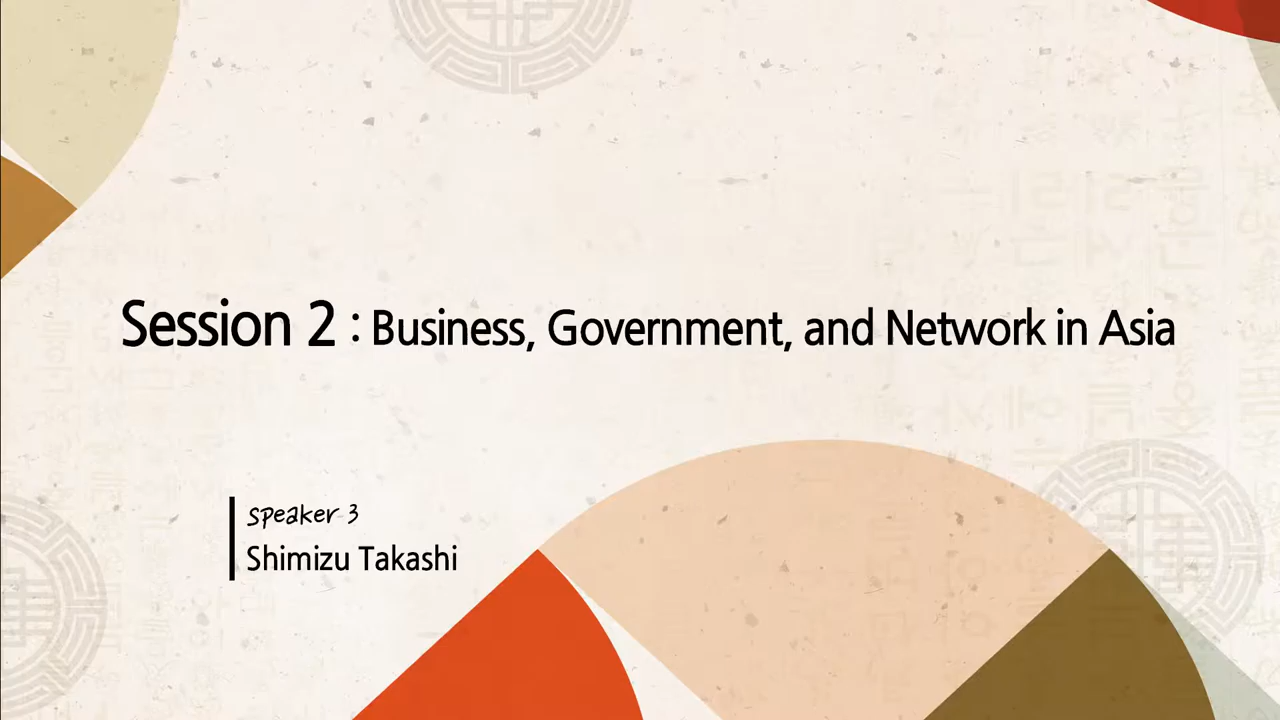 Session 2 : Business, Government, and Network in Asia
speaker 3
Shimizu Takashi